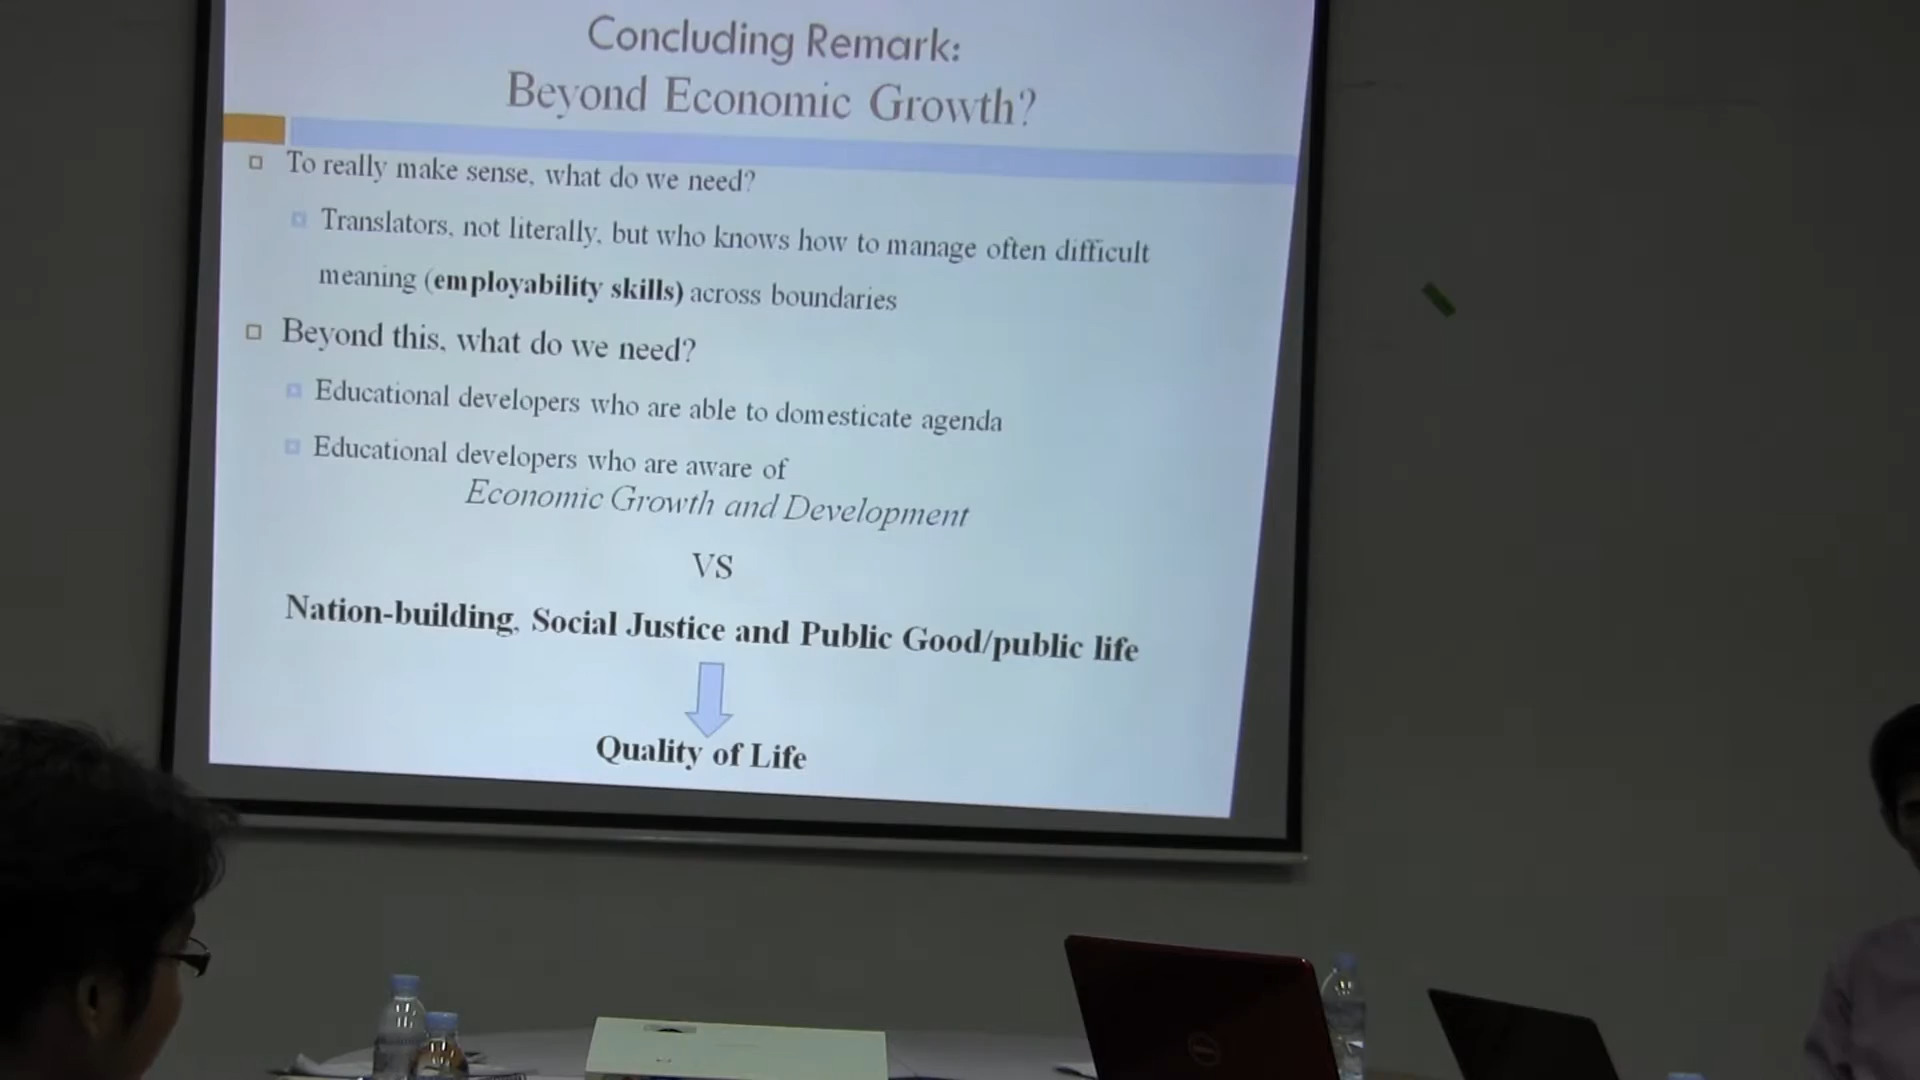 Concluding Remark:
Beyond Economic Growth?
To really make sense, what do we need?
Translators, not literally, but who knows how to manage often difficult
meaning (employability skills) across boundaries
Beyond this, what do we need?
Educational developers who are able to domesticate agenda
Educational developers who are aware of
Economic Growth and Development
VS
Nation-building, Social Justice and Public Good/public life
Quality of Life